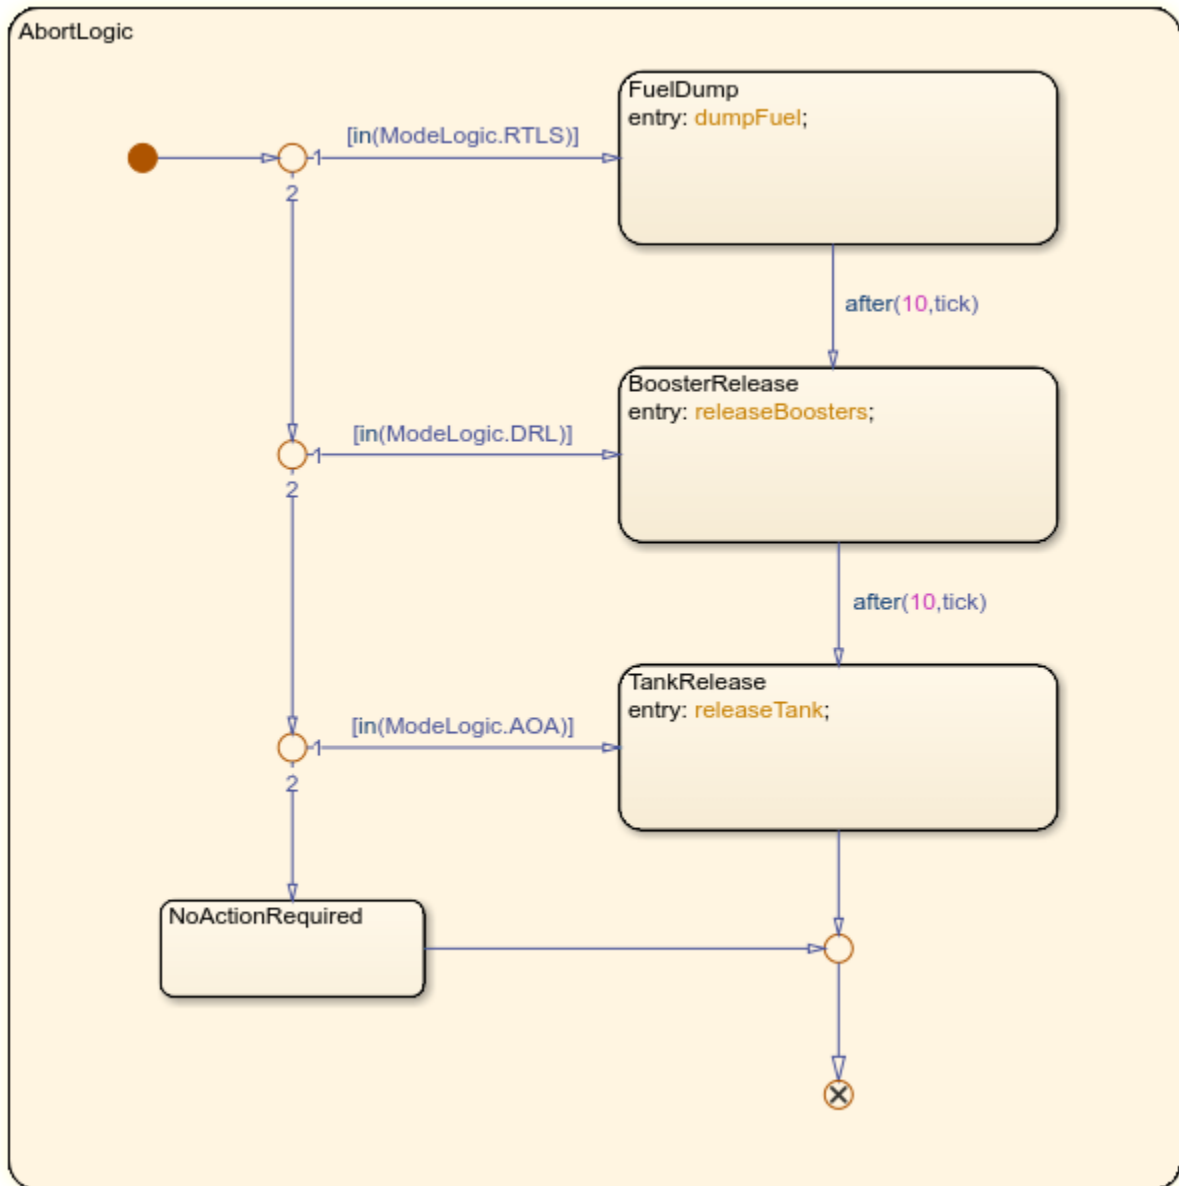 AbortLogic
FuelDump
entry: dumpFuel;
[in(ModeLogic.RTLS)]
1
2
after(10,tick)
BoosterRelease
entry: releaseBoosters;
[in(ModeLogic.DRL)]
1
2
after(10,tick)
TankRelease
entry: releaseTank;
[in(ModeLogic.AOA)]
1
2
NoActionRequired